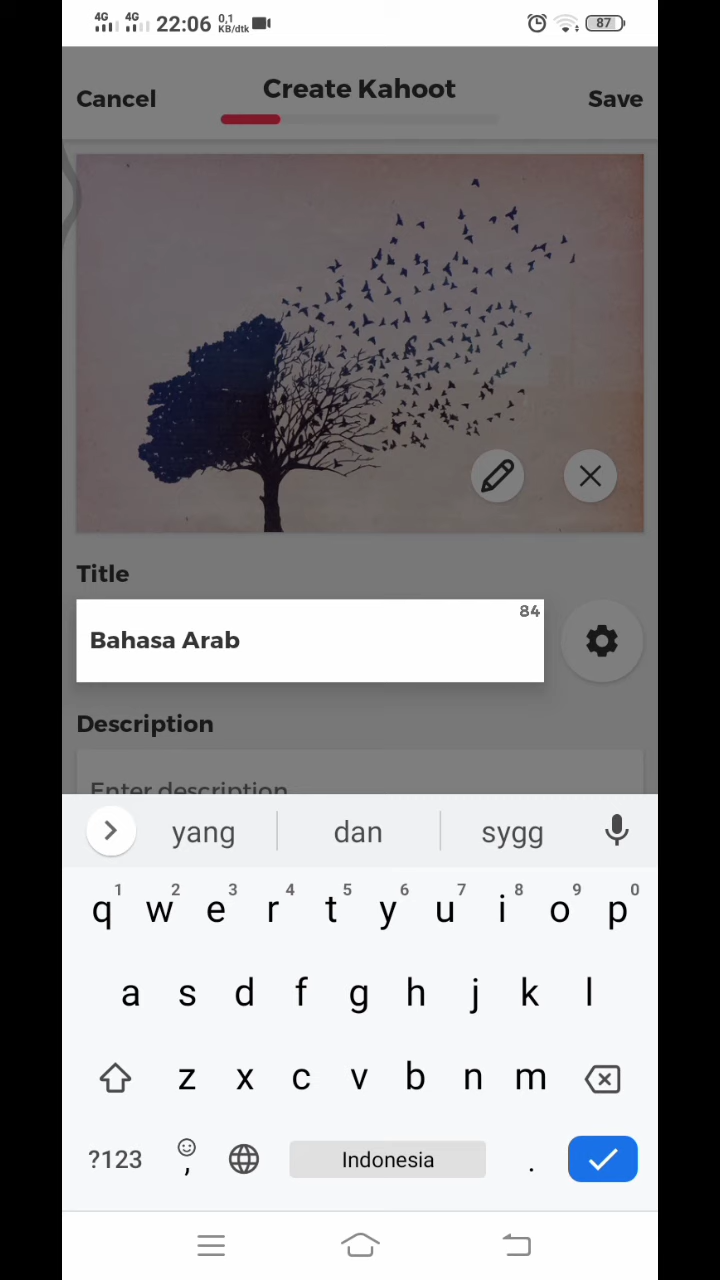 4G 4G 22:06 0,1 KB/dtk 87
Cancel Create Kahoot Save
Title
84
Bahasa Arab
Description
Enter description
yang dan sygg
1 2 3 4 5 6 7 8 9 0
q w e r t y u i o p
a s d f g h j k l
z x c v b n m
?123 , Indonesia .